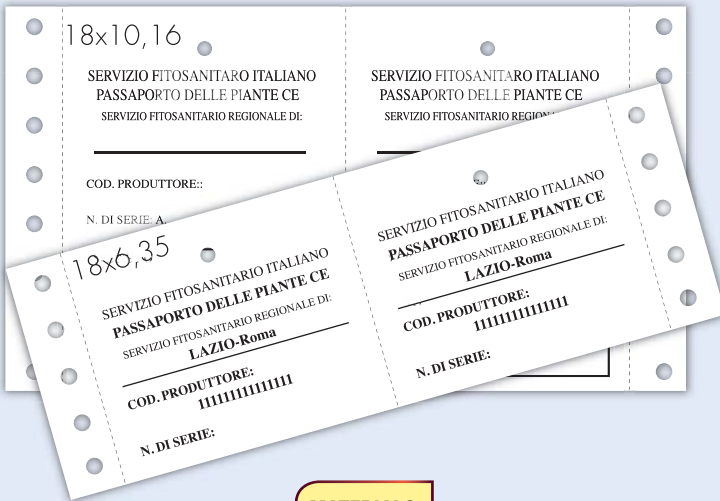 18x10,16
SERVIZIO FITOSANITARO ITALIANO
PASSAPORTO DELLE PIANTE CE
SERVIZIO FITOSANITARIO REGIONALE DI:
COD. PRODUTTORE::
N. DI SERIE: A.
SERVIZIO FITOSANITARO ITALIANO
PASSAPORTO DELLE PIANTE CE
SERVIZIO FITOSANITARIO
18x6,35
SERVIZIO FITOSANITARIO ITALIANO
PASSAPORTO DELLE PIANTE CE
SERVIZIO FITOSANITARIO REGIONALE DI:
LAZIO-Roma
COD. PRODUTTORE:
111111111111111
N. DI SERIE:
SERVIZIO FITOSANITARIO ITALIANO
PASSAPORTO DELLE PIANTE CE
SERVIZIO FITOSANITARIO REGIONALE DI:
LAZIO-Roma
COD. PRODUTTORE:
111111111111111
N. DI SERIE: